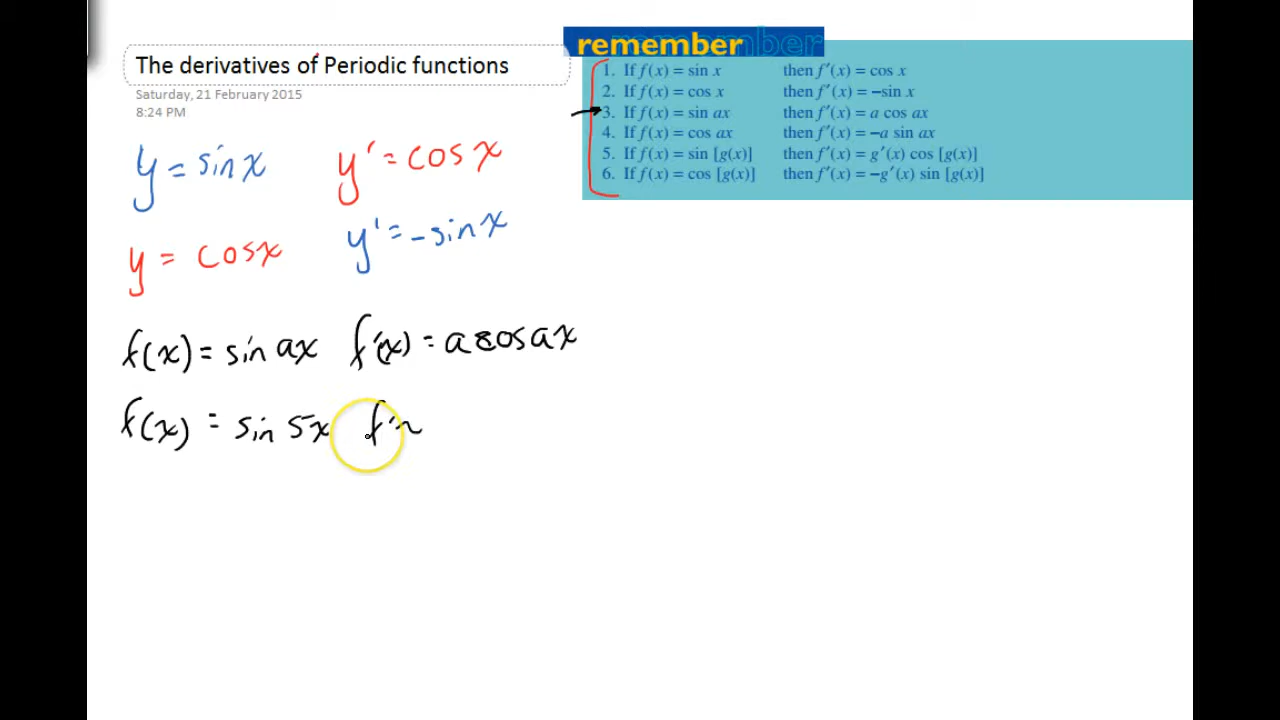 The derivatives of Periodic functions
Saturday, 21 February 2015
8:24 PM
remember
1. If f(x) = sin x then f′(x) = cos x
2. If f(x) = cos x then f′(x) = −sin x
3. If f(x) = sin ax then f′(x) = a cos ax
4. If f(x) = cos ax then f′(x) = −a sin ax
5. If f(x) = sin [g(x)] then f′(x) = g′(x) cos [g(x)]
6. If f(x) = cos [g(x)] then f′(x) = −g′(x) sin [g(x)]
y = sin x y' = cos x
y = cos x y' = -sin x
f(x) = sin ax f'(x) = a cos ax
f(x) = sin 5x f'